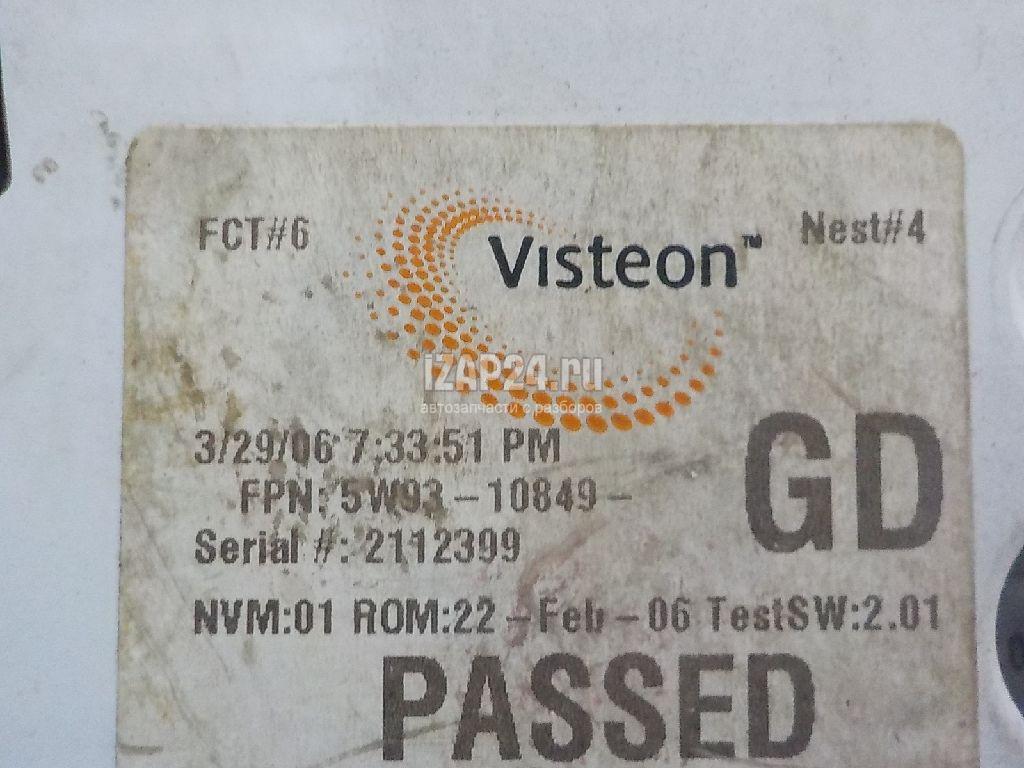 FCT#6
Visteon™
Nest#4
iZAP24.ru
автозапчасти с разборов
3/29/06 7:33:51 PM
FPN: 5W93-10849-
GD
Serial #: 2112399
NVM:01 ROM:22-Feb-06 TestSW:2.01
PASSED